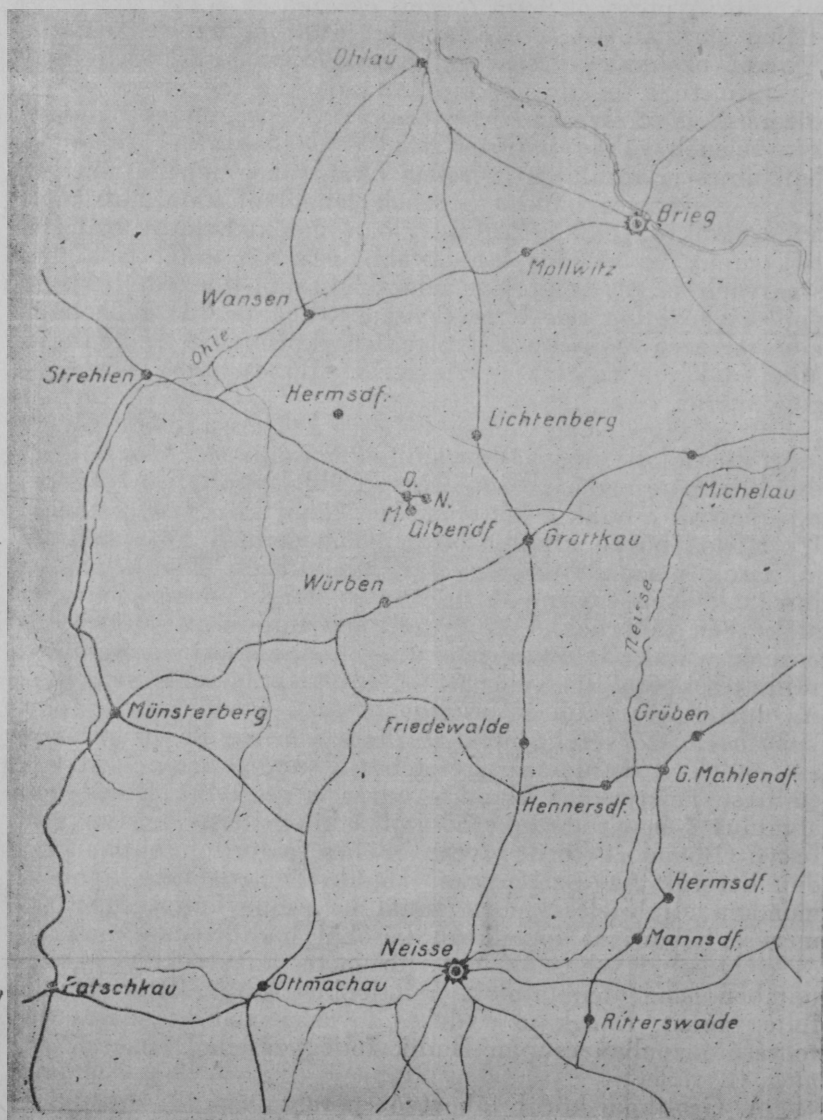 Ohlau
Brieg
Mollwitz
Wansen
Ohle
Strehlen
Hermsdf.
Lichtenberg
Michelau
O.
N.
M.
Olbendf.
Grottkau
Würben
Neisse
Münsterberg
Grüben
Friedewalde
G. Mahlendf.
Hennersdf.
Hermsdf.
Mannsdf.
Neisse
Patschkau
Ottmachau
Ritterswalde